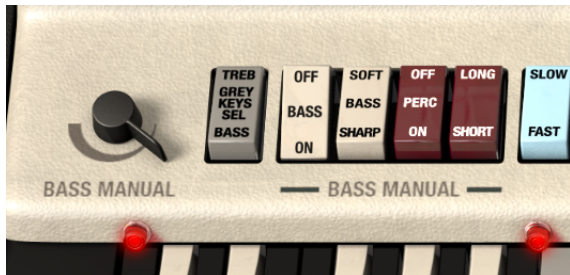 TREB
GREY
KEYS
SEL
BASS
OFF
BASS
ON
SOFT
BASS
SHARP
OFF
PERC
ON
LONG
SHORT
SLOW
FAST
BASS MANUAL
BASS MANUAL